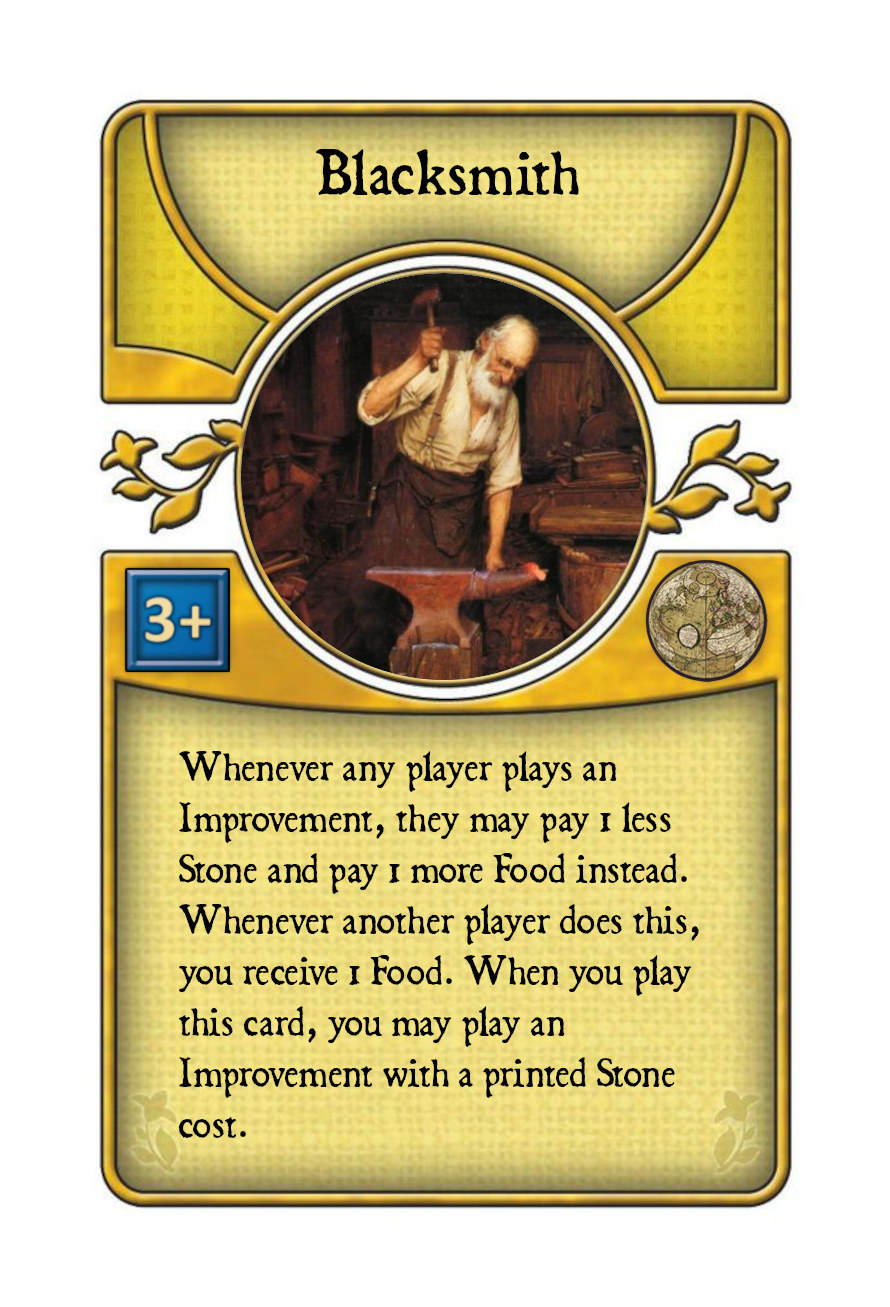 Blacksmith
3+
Whenever any player plays an
Improvement, they may pay 1 less
Stone and pay 1 more Food instead.
Whenever another player does this,
you receive 1 Food. When you play
this card, you may play an
Improvement with a printed Stone
cost.